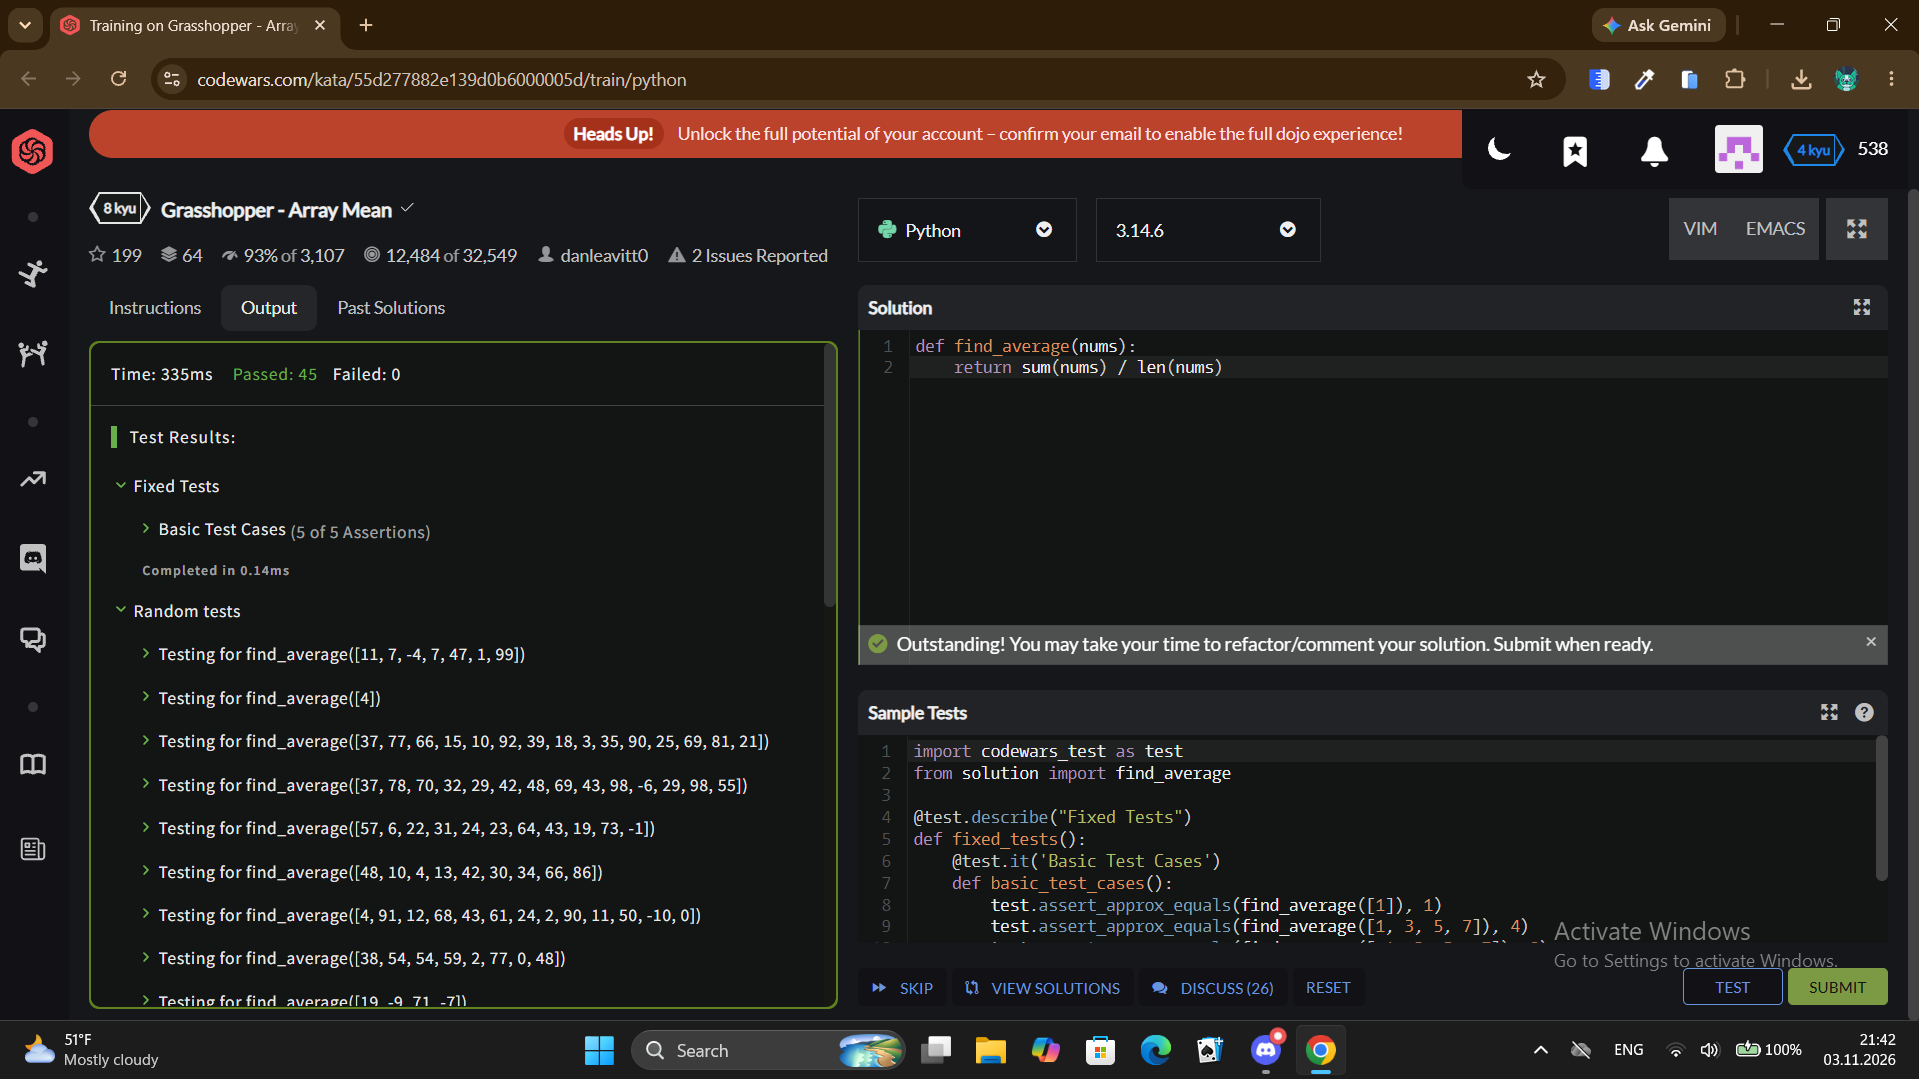 Training on Grasshopper - Arra
Ask Gemini
codewars.com/kata/55d277882e139d0b6000005d/train/python
Heads Up! Unlock the full potential of your account – confirm your email to enable the full dojo experience!
4 kyu 538
8 kyu Grasshopper - Array Mean
199 64 93% of 3,107 12,484 of 32,549 danleavitt0 2 Issues Reported
Python
3.14.6
VIM EMACS
Instructions Output Past Solutions
Time: 335ms Passed: 45 Failed: 0
Test Results:
Fixed Tests
Basic Test Cases (5 of 5 Assertions)
Completed in 0.14ms
Random tests
Testing for find_average([11, 7, -4, 7, 47, 1, 99])
Testing for find_average([4])
Testing for find_average([37, 77, 66, 15, 10, 92, 39, 18, 3, 35, 90, 25, 69, 81, 21])
Testing for find_average([37, 78, 70, 32, 29, 42, 48, 69, 43, 98, -6, 29, 98, 55])
Testing for find_average([57, 6, 22, 31, 24, 23, 64, 43, 19, 73, -1])
Testing for find_average([48, 10, 4, 13, 42, 30, 34, 66, 86])
Testing for find_average([4, 91, 12, 68, 43, 61, 24, 2, 90, 11, 50, -10, 0])
Testing for find_average([38, 54, 54, 59, 2, 77, 0, 48])
Testing for find_average([19, -9, 71, -7])
Solution
1 def find_average(nums):
2 return sum(nums) / len(nums)
Outstanding! You may take your time to refactor/comment your solution. Submit when ready.
Sample Tests
1 import codewars_test as test
2 from solution import find_average
3
4 @test.describe("Fixed Tests")
5 def fixed_tests():
6 @test.it('Basic Test Cases')
7 def basic_test_cases():
8 test.assert_approx_equals(find_average([1]), 1)
9 test.assert_approx_equals(find_average([1, 3, 5, 7]), 4)
Activate Windows
Go to Settings to activate Windows.
SKIP VIEW SOLUTIONS DISCUSS (26) RESET TEST SUBMIT
51°F
Mostly cloudy
Search
ENG
100%
21:42
03.11.2026